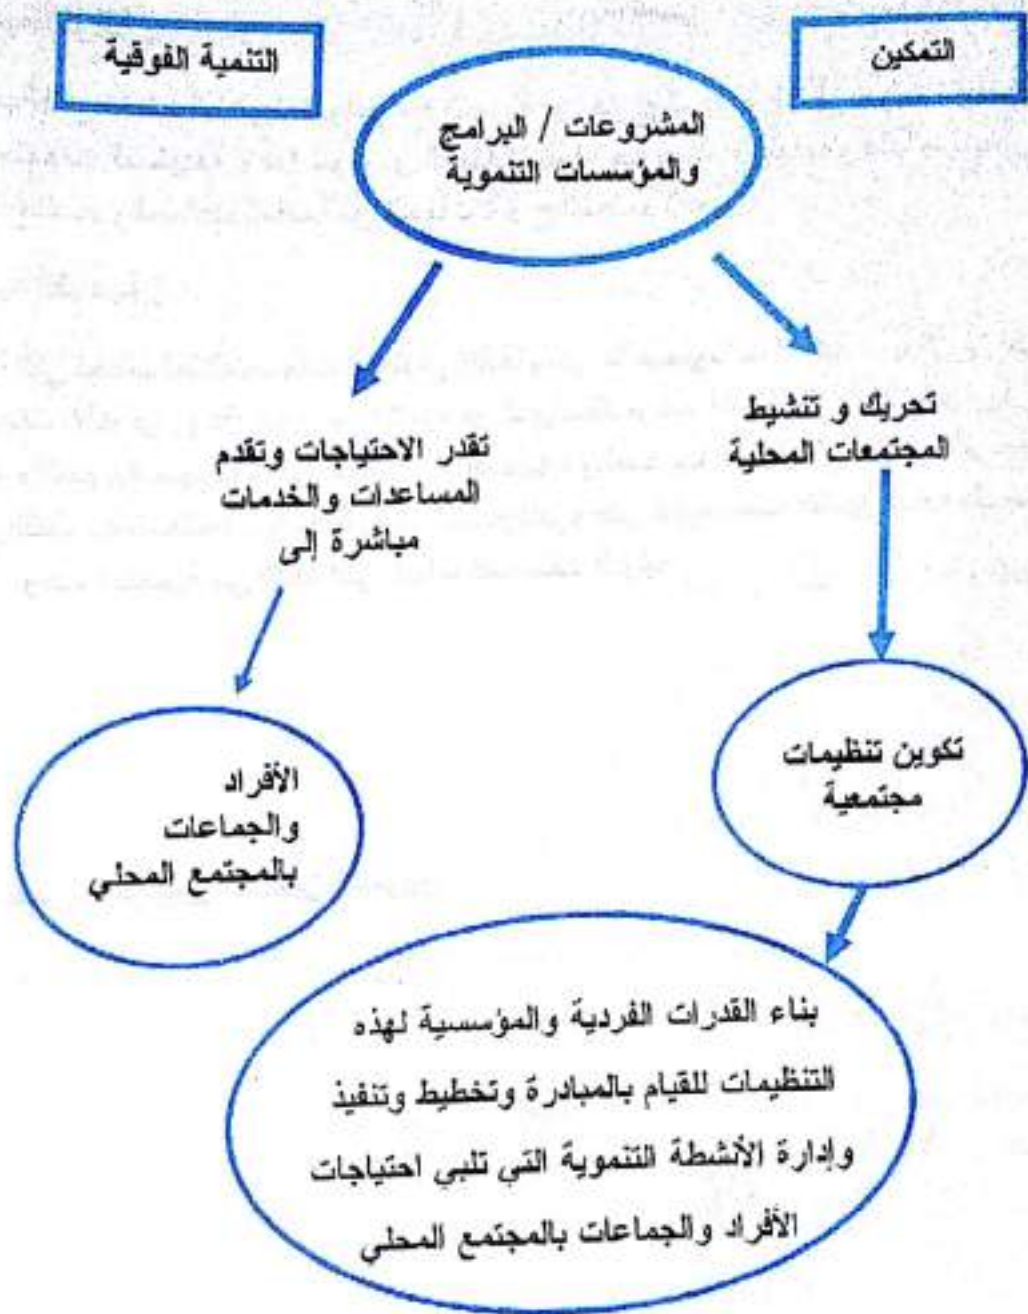 التمكين
التنمية الفوقية
المشروعات / البرامج
والمؤسسات التنموية
تحريك و تنشيط
المجتمعات المحلية
تقدر الاحتياجات وتقدم
المساعدات والخدمات
مباشرة إلى
تكوين تنظيمات
مجتمعية
الأفراد
والجماعات
بالمجتمع المحلي
بناء القدرات الفردية والمؤسسية لهذه
التنظيمات للقيام بالمبادرة وتخطيط وتنفيذ
وإدارة الأنشطة التنموية التي تلبي احتياجات
الأفراد والجماعات بالمجتمع المحلي